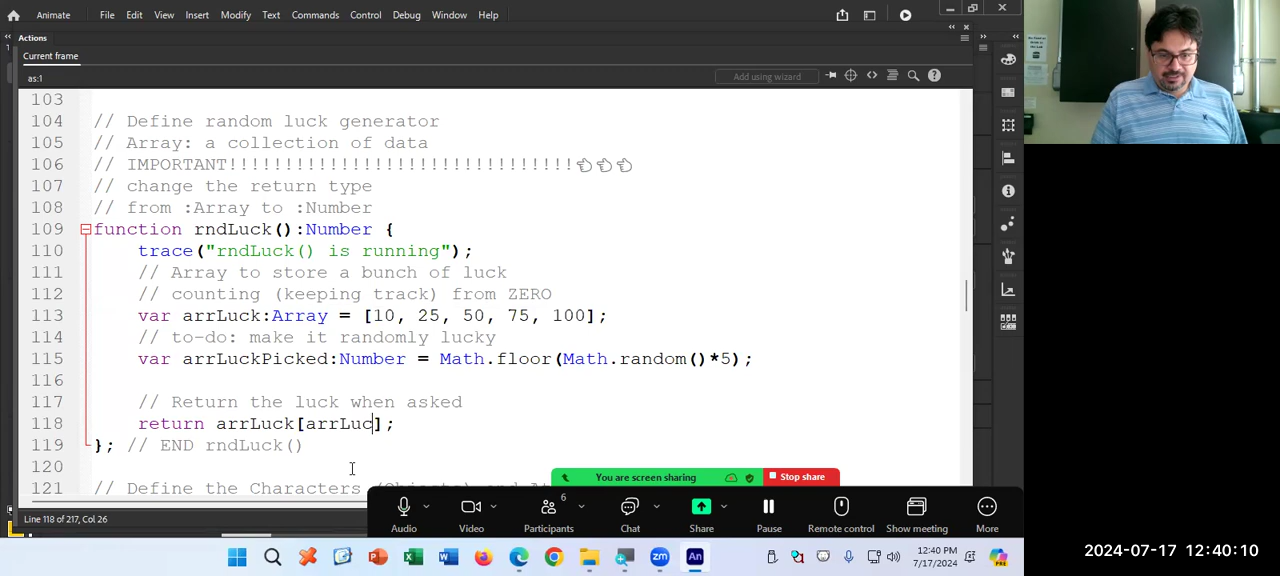 Animate File Edit View Insert Modify Text Commands Control Debug Window Help
Actions
Current frame
as:1
Add using wizard
103
104 // Define random luck generator
105 // Array: a collection of data
106 // IMPORTANT!!!!!!!!!!!!!!!!!!!!!!!!!!!!!!!👈👈👈
107 // change the return type
108 // from :Array to :Number
109 function rndLuck():Number {
110 trace("rndLuck() is running");
111 // Array to store a bunch of luck
112 // counting (keeping track) from ZERO
113 var arrLuck:Array = [10, 25, 50, 75, 100];
114 // to-do: make it randomly lucky
115 var arrLuckPicked:Number = Math.floor(Math.random()*5);
116
117 // Return the luck when asked
118 return arrLuck[arrLuc];
119 }; // END rndLuck()
120
121 // Define the Characters (Objects) and
You are screen sharing Stop share
Line 118 of 217, Col 26
6
Audio Video Participants Chat Share Pause Remote control Show meeting More
zm An
12:40 PM
7/17/2024
PRE
2024-07-17 12:40:10